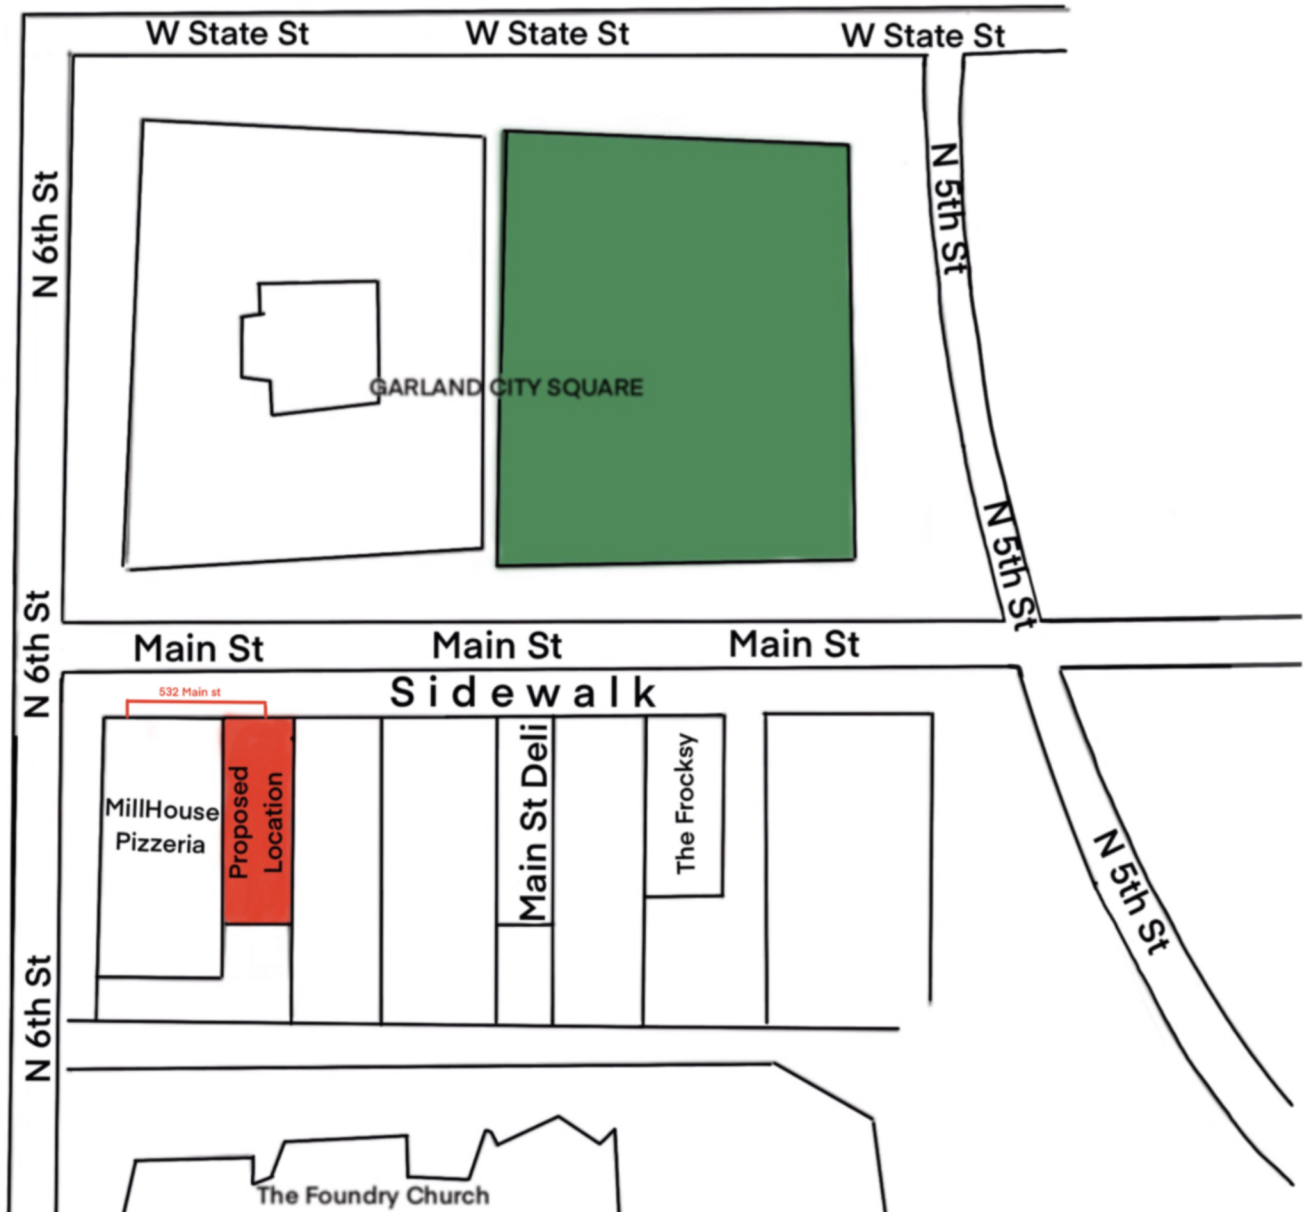 W State St
W State St
W State St
N 6th St
N 5th St
GARLAND CITY SQUARE
N 5th St
N 6th St
Main St
Main St
Main St
532 Main st
Sidewalk
MillHouse
Pizzeria
Proposed
Location
Main St Deli
The Frocksy
N 5th St
N 6th St
The Foundry Church